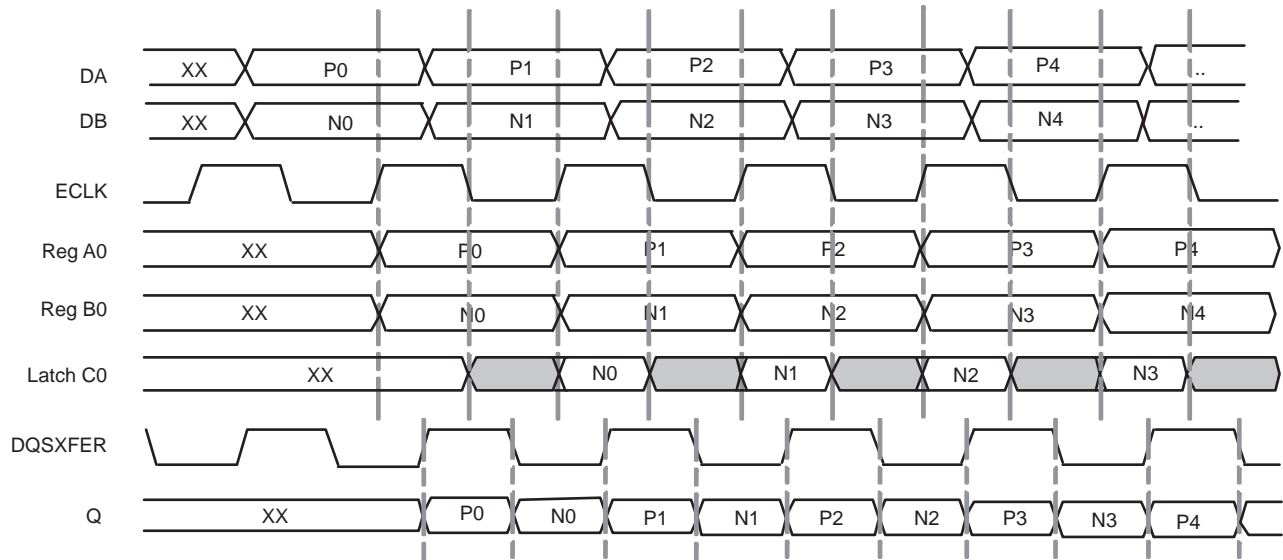 DA XX P0 P1 P2 P3 P4 ..
DB XX N0 N1 N2 N3 N4 ..
ECLK
Reg A0 XX P0 P1 P2 P3 P4
Reg B0 XX N0 N1 N2 N3 N4
Latch C0 XX N0 N1 N2 N3
DQSXFER
Q XX P0 N0 P1 N1 P2 N2 P3 N3 P4